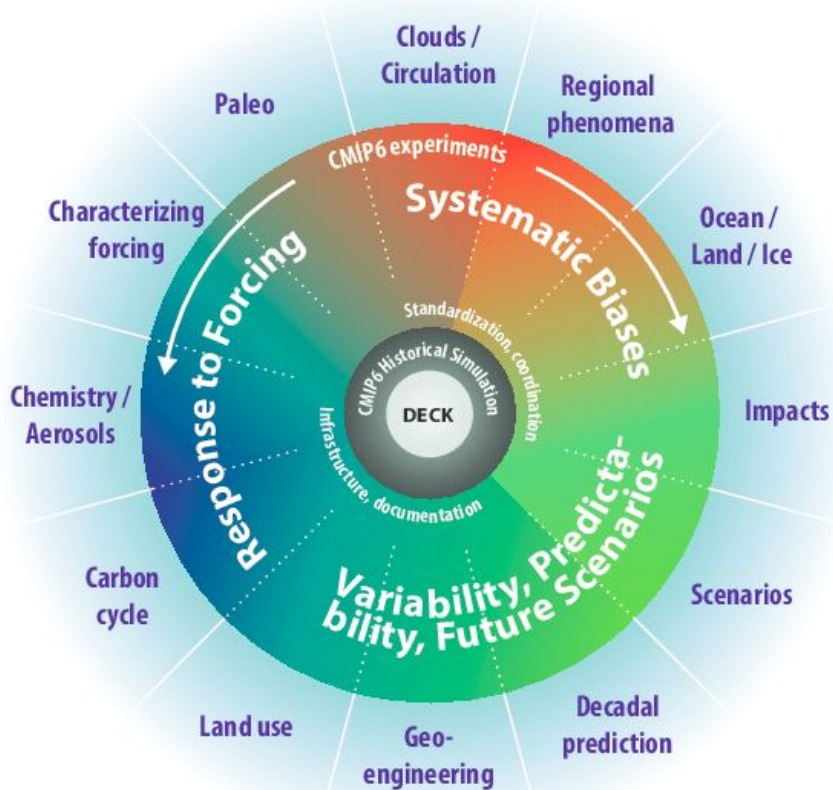 Clouds /
Circulation
Regional
phenomena
Ocean /
Land / Ice
Impacts
Scenarios
Decadal
prediction
Geo-
engineering
Land use
Carbon
cycle
Chemistry /
Aerosols
Characterizing
forcing
Paleo
CMIP6 experiments
Systematic Biases
Variability, Predicta-
bility, Future Scenarios
Response to Forcing
Standardization, coordination
Infrastructure, documentation
CMIP6 Historical Simulation
DECK